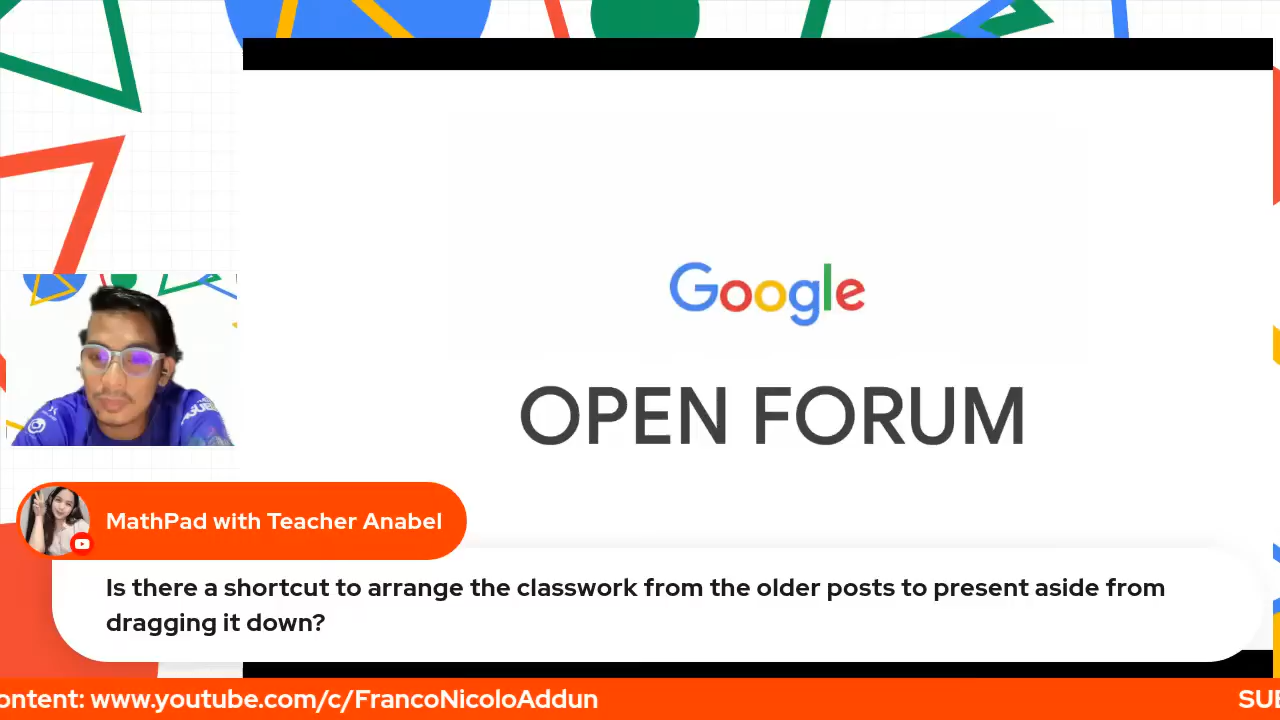 Google
OPEN FORUM
MathPad with Teacher Anabel
Is there a shortcut to arrange the classwork from the older posts to present aside from
dragging it down?
ontent: www.youtube.com/c/FrancoNicoloAddun